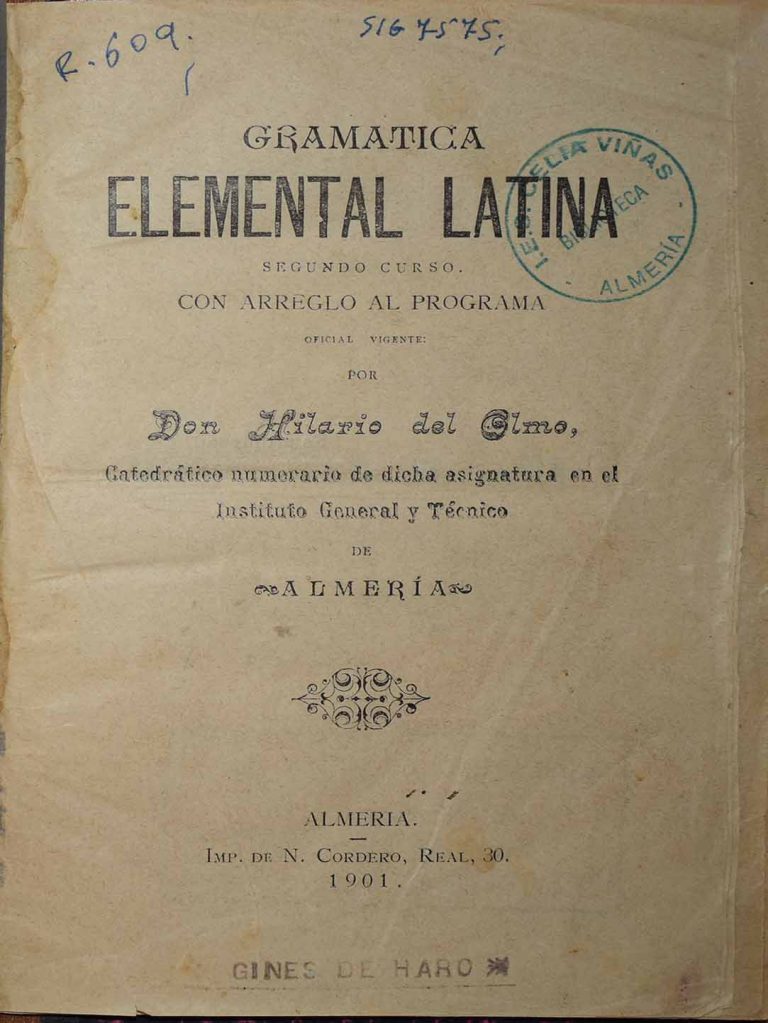 R. 609.
SIG 7575;
GRAMATICA
ELEMENTAL LATINA
I.E.S. CELIA VIÑAS
BIBLIOTECA
- ALMERÍA -
SEGUNDO CURSO.
CON ARREGLO AL PROGRAMA
OFICIAL VIGENTE:
POR
Don Hilario del Olmo,
Catedrático numerario de dicha asignatura en el
Instituto General y Técnico
DE
ALMERÍA
ALMERIA.
IMP. DE N. CORDERO, REAL, 30.
1901.
GINES DE HARO